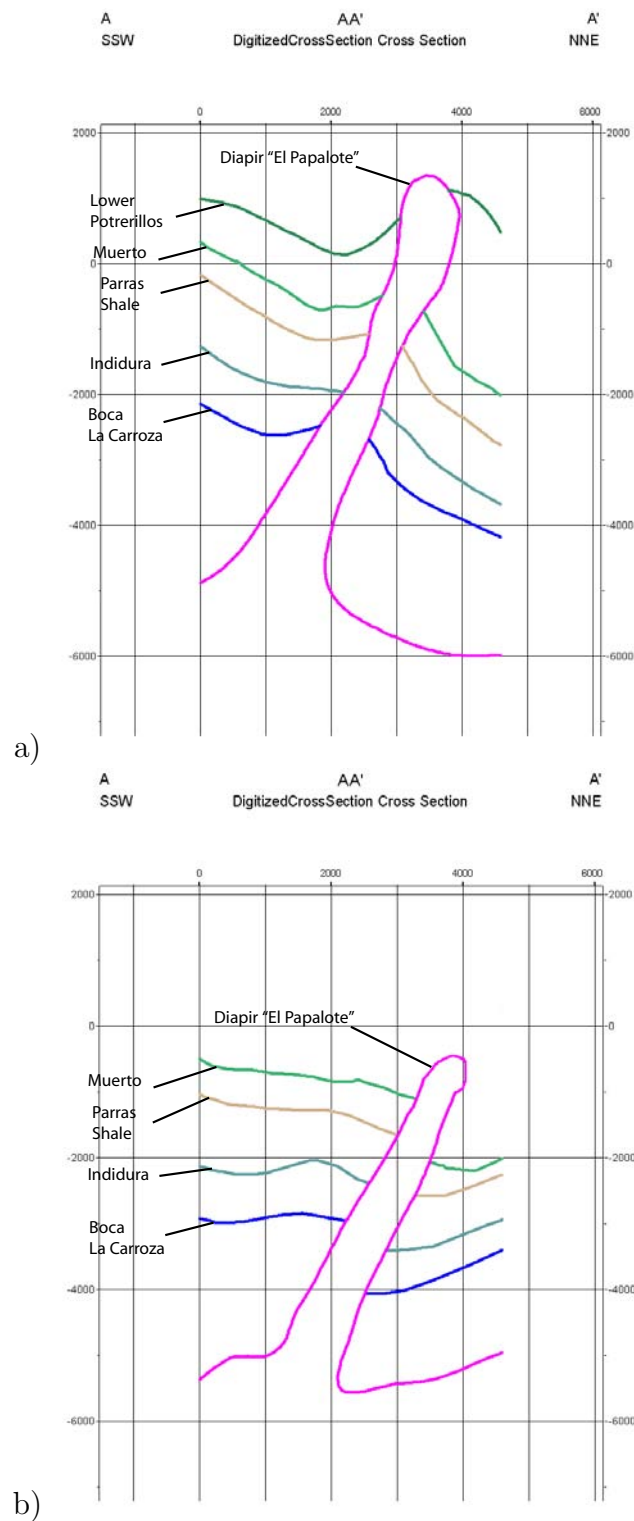 A AA' A'
SSW DigitizedCrossSection Cross Section NNE
0 2000 4000 6000
2000 2000
Diapir "El Papalote"
Lower
Potrerillos
Muerto
0 0
Parras
Shale
Indidura
-2000 -2000
Boca
La Carroza
-4000 -4000
-6000 -6000
a)
A AA' A'
SSW DigitizedCrossSection Cross Section NNE
0 2000 4000 6000
2000 2000
Diapir "El Papalote"
0 0
Muerto
Parras
Shale
-2000 -2000
Indidura
Boca
La Carroza
-4000 -4000
-6000 -6000
b)